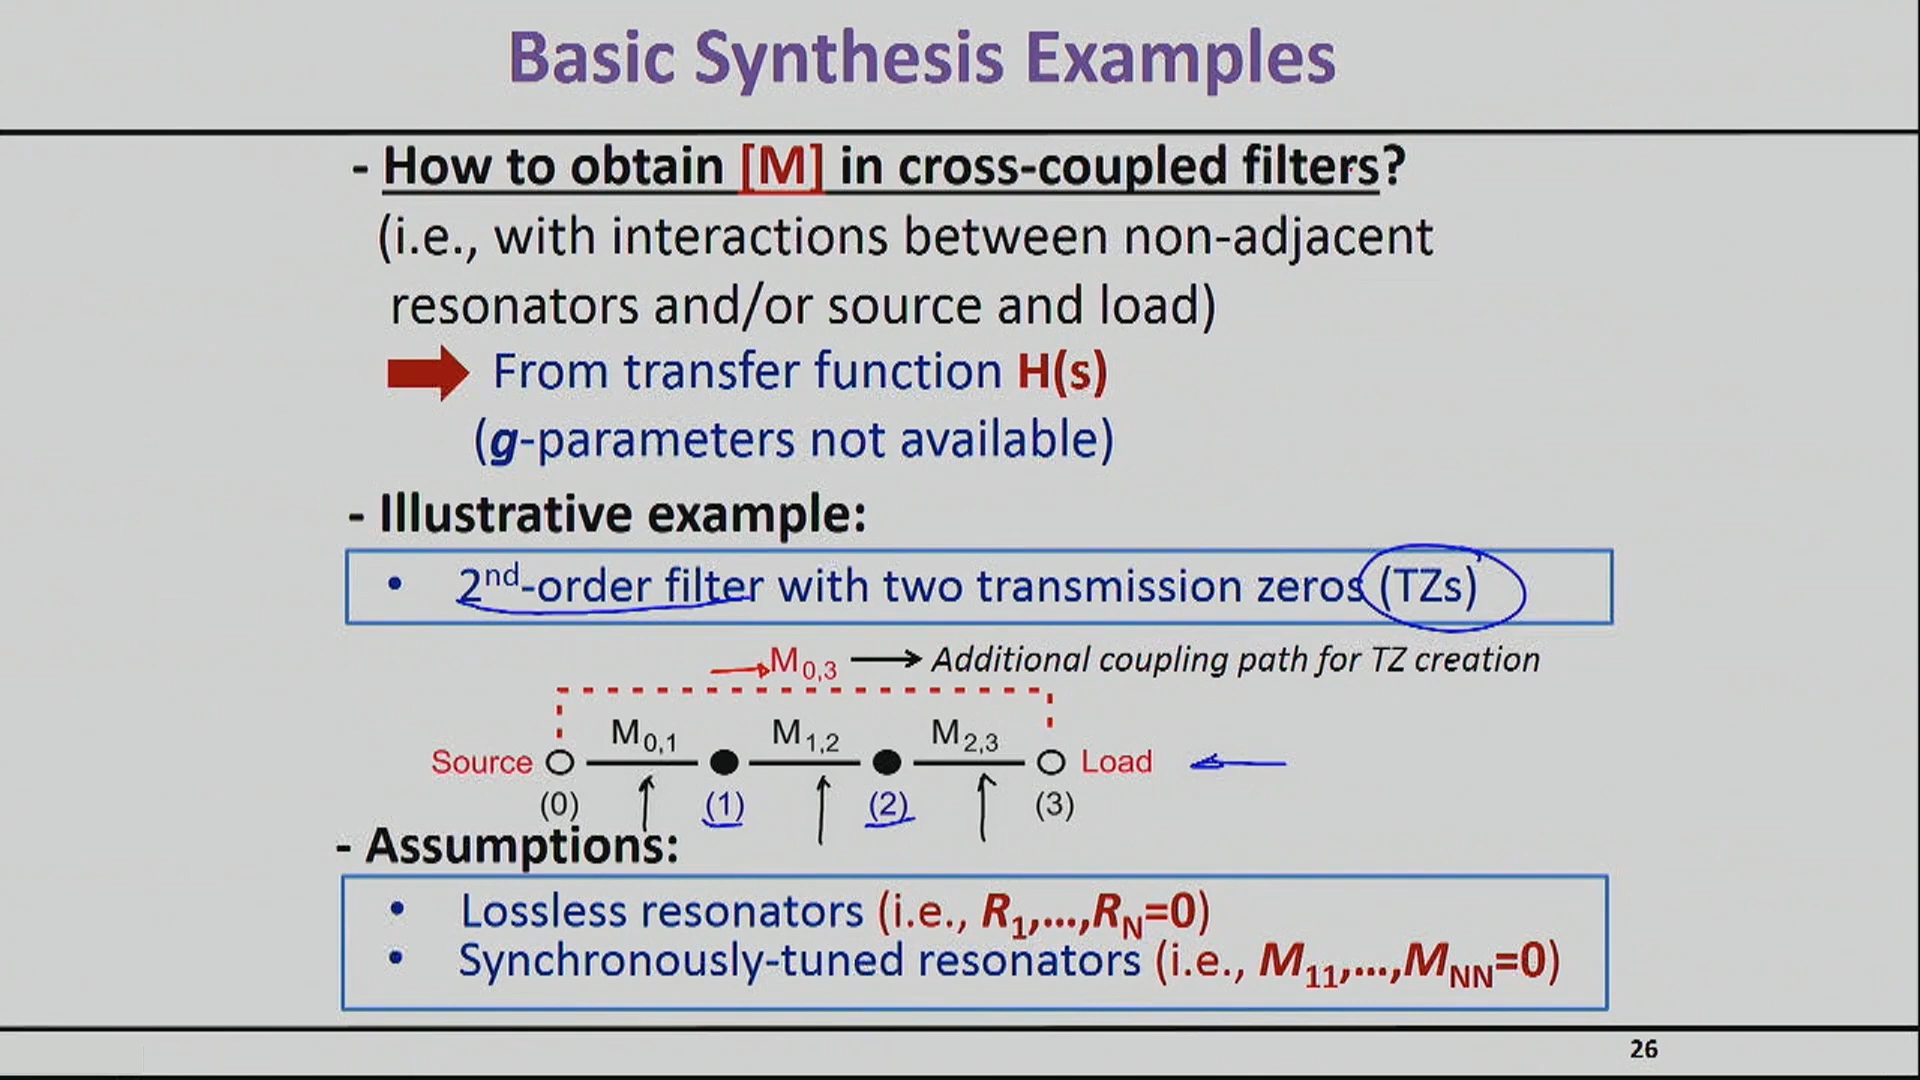 Basic Synthesis Examples
- How to obtain [M] in cross-coupled filters?
(i.e., with interactions between non-adjacent
resonators and/or source and load)
From transfer function H(s)
(g-parameters not available)
- Illustrative example:
• 2nd-order filter with two transmission zeros (TZs)
M0,3 → Additional coupling path for TZ creation
M0,1 M1,2 M2,3
Source Load
(0) (1) (2) (3)
- Assumptions:
• Lossless resonators (i.e., R1,...,RN=0)
• Synchronously-tuned resonators (i.e., M11,...,MNN=0)
26